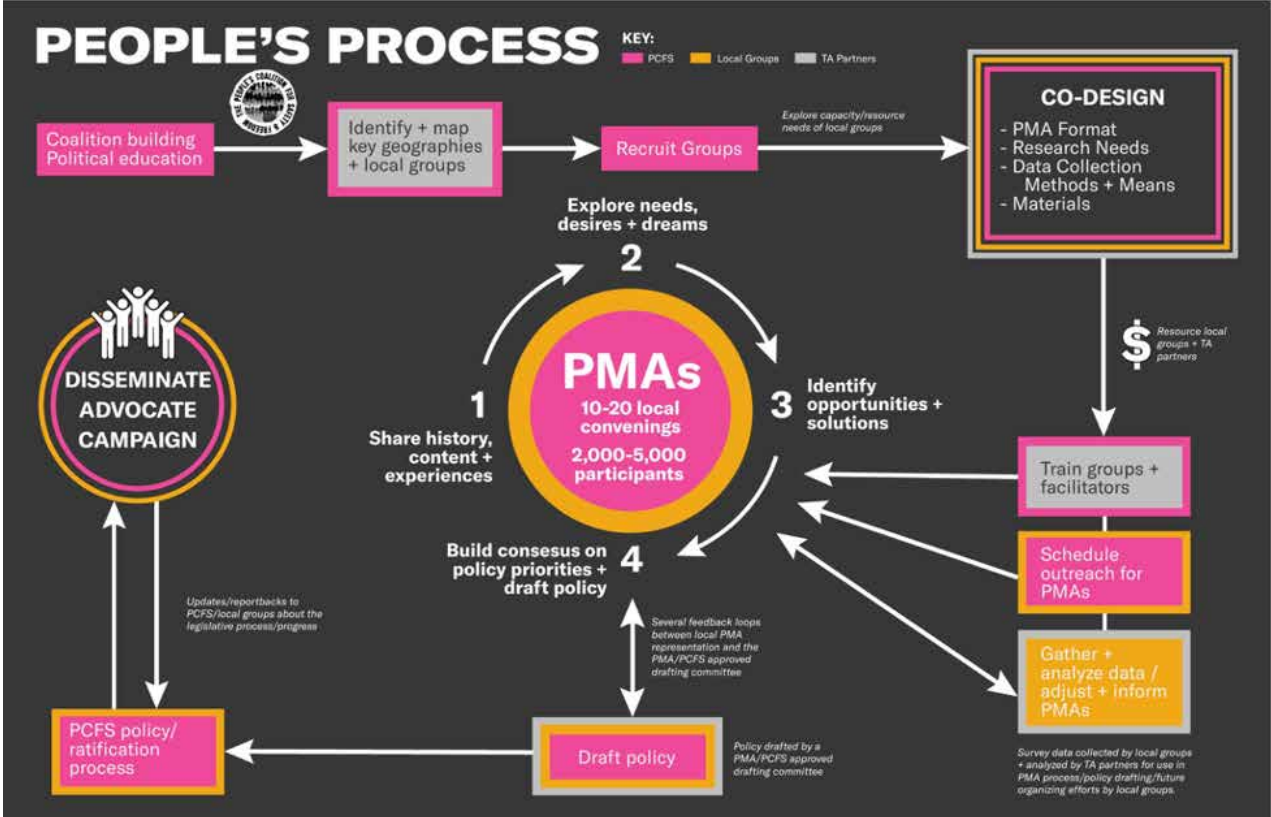 PEOPLE'S PROCESS
KEY:
PCFS
Local Groups
TA Partners
Coalition building
Political education
THE PEOPLE'S COALITION FOR SAFETY & FREEDOM
Identify + map
key geographies
+ local groups
Recruit Groups
Explore capacity/resource
needs of local groups
CO-DESIGN
- PMA Format
- Research Needs
- Data Collection
Methods + Means
- Materials
Explore needs,
desires + dreams
2
PMAs
10-20 local
convenings
2,000-5,000
participants
1
Share history,
content +
experiences
3
Identify
opportunities +
solutions
4
Build consesus on
policy priorities +
draft policy
$
Resource local
groups + TA
partners
Train groups +
facilitators
Schedule
outreach for
PMAs
Gather +
analyze data /
adjust + inform
PMAs
Survey data collected by local groups
+ analyzed by TA partners for use in
PMA process/policy drafting/future
organizing efforts by local groups.
Several feedback loops
between local PMA
representation and the
PMA/PCFS approved
drafting committee
Draft policy
Policy drafted by a
PMA/PCFS approved
drafting committee
PCFS policy/
ratification
process
Updates/reportbacks to
PCFS/local groups about the
legislative process/progress
DISSEMINATE
ADVOCATE
CAMPAIGN